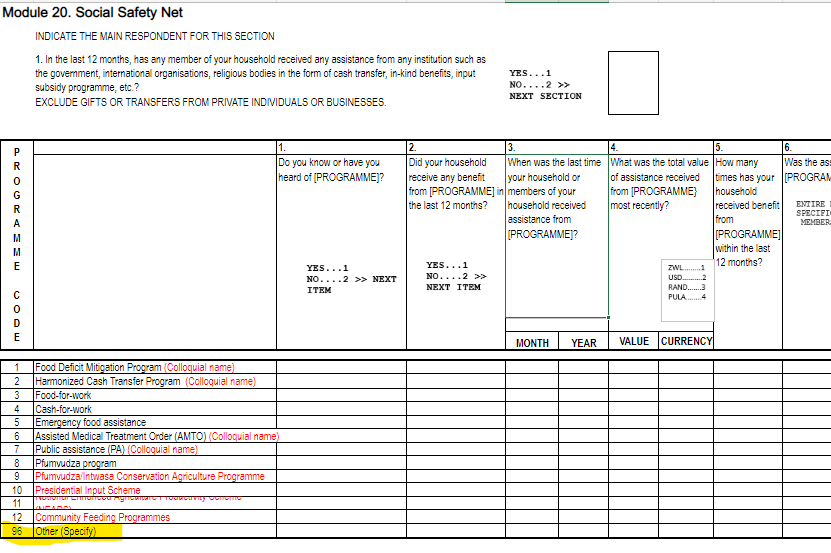 Module 20. Social Safety Net
INDICATE THE MAIN RESPONDENT FOR THIS SECTION
1. In the last 12 months, has any member of your household received any assistance from any institution such as
the government, international organisations, religious bodies in the form of cash transfer, in-kind benefits, input
subsidy programme, etc.?
EXCLUDE GIFTS OR TRANSFERS FROM PRIVATE INDIVIDUALS OR BUSINESSES.
YES...1
NO....2 >>
NEXT SECTION
P
R
O
G
R
A
M
M
E
C
O
D
E
1.
Do you know or have you
heard of [PROGRAMME]?
YES...1
NO....2 >> NEXT
ITEM
2.
Did your household
receive any benefit
from [PROGRAMME] in
the last 12 months?
YES...1
NO....2 >>
NEXT ITEM
3.
When was the last time
your household or
members of your
household received
assistance from
[PROGRAMME]?
MONTH YEAR
4.
What was the total value
of assistance received
from [PROGRAMME}
most recently?
ZWL........1
USD.........2
RAND......3
PULA.......4
VALUE CURRENCY
5.
How many
times has your
household
received benefit
from
[PROGRAMME]
within the last
12 months?
6.
Was the
ENTIRE
1 Food Deficit Mitigation Program (Colloquial name)
2 Harmonized Cash Transfer Program (Colloquial name)
3 Food-for-work
4 Cash-for-work
5 Emergency food assistance
6 Assisted Medical Treatment Order (AMTO) (Colloquial name)
7 Public assistance (PA) (Colloquial name)
8 Pfumvudza program
9 Pfumvudza/Intwasa Conservation Agriculture Programme
10 Presidential Input Scheme
11
12 Community Feeding Programmes
96 Other (Specify)